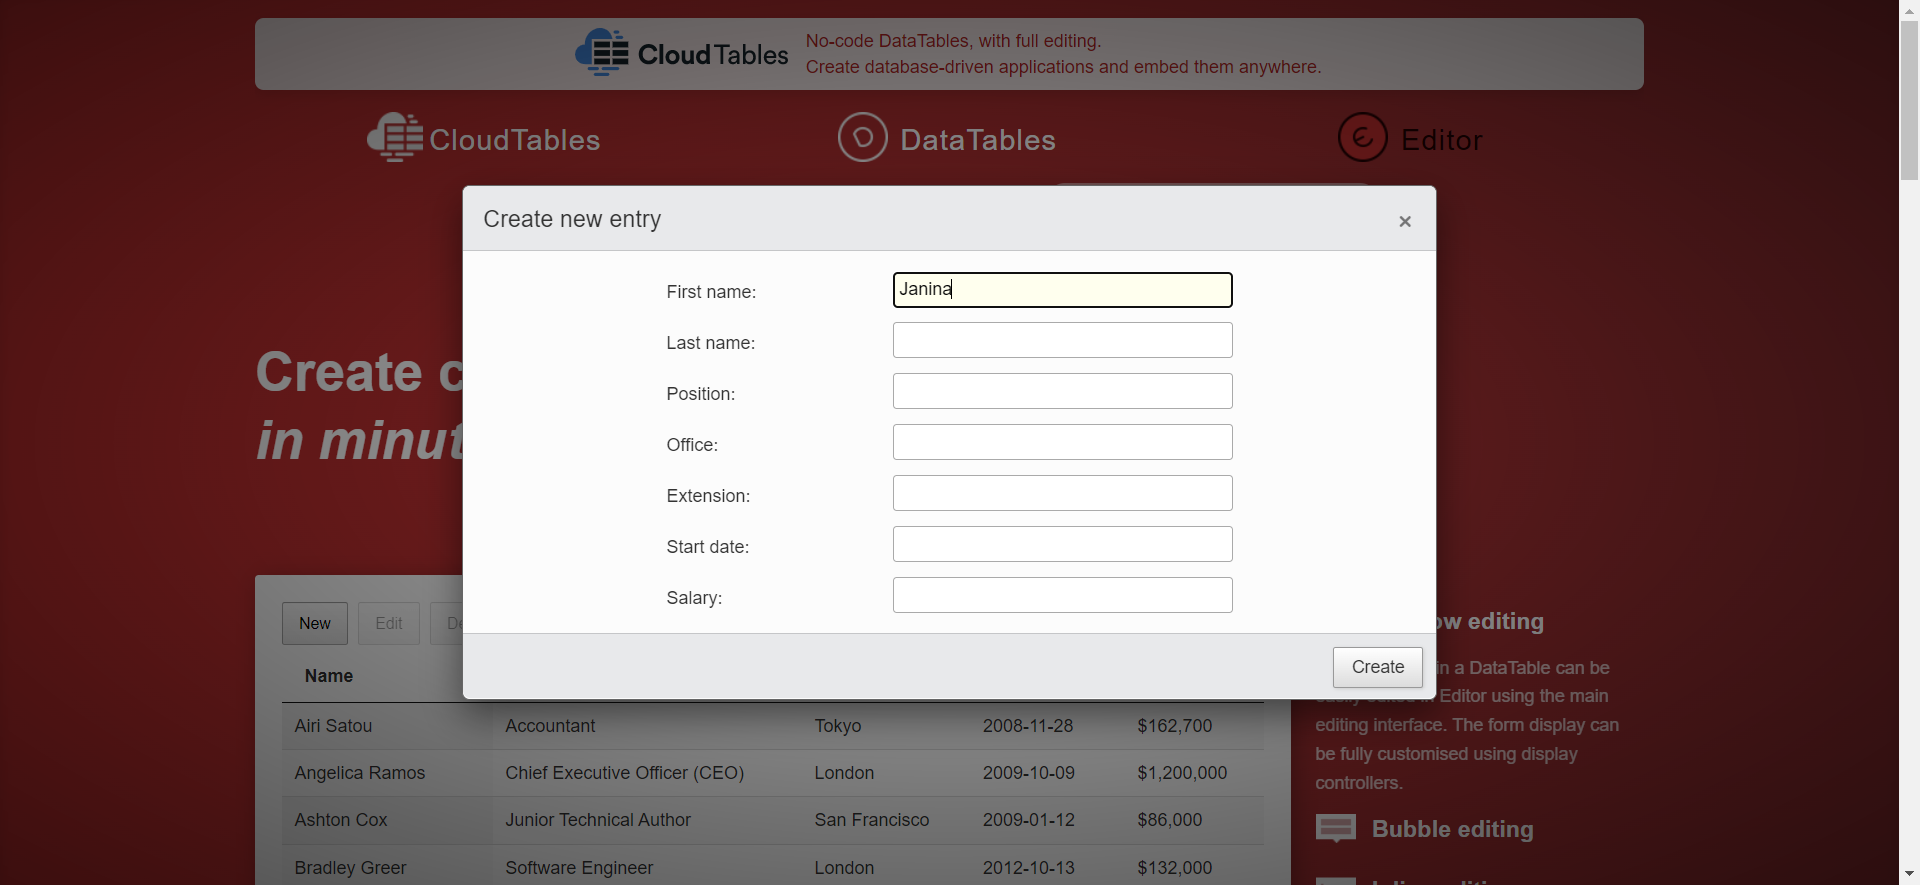 CloudTables
No-code DataTables, with full editing.
Create database-driven applications and embed them anywhere.
CloudTables
DataTables
Editor
Create new entry
×
First name:
Janina
Last name:
Position:
Office:
Extension:
Start date:
Salary:
Create
Create
in minut
New
Edit
De
Name
Airi Satou Accountant Tokyo 2008-11-28 $162,700
Angelica Ramos Chief Executive Officer (CEO) London 2009-10-09 $1,200,000
Ashton Cox Junior Technical Author San Francisco 2009-01-12 $86,000
Bradley Greer Software Engineer London 2012-10-13 $132,000
ow editing
in a DataTable can be
Editor using the main
editing interface. The form display can
be fully customised using display
controllers.
Bubble editing